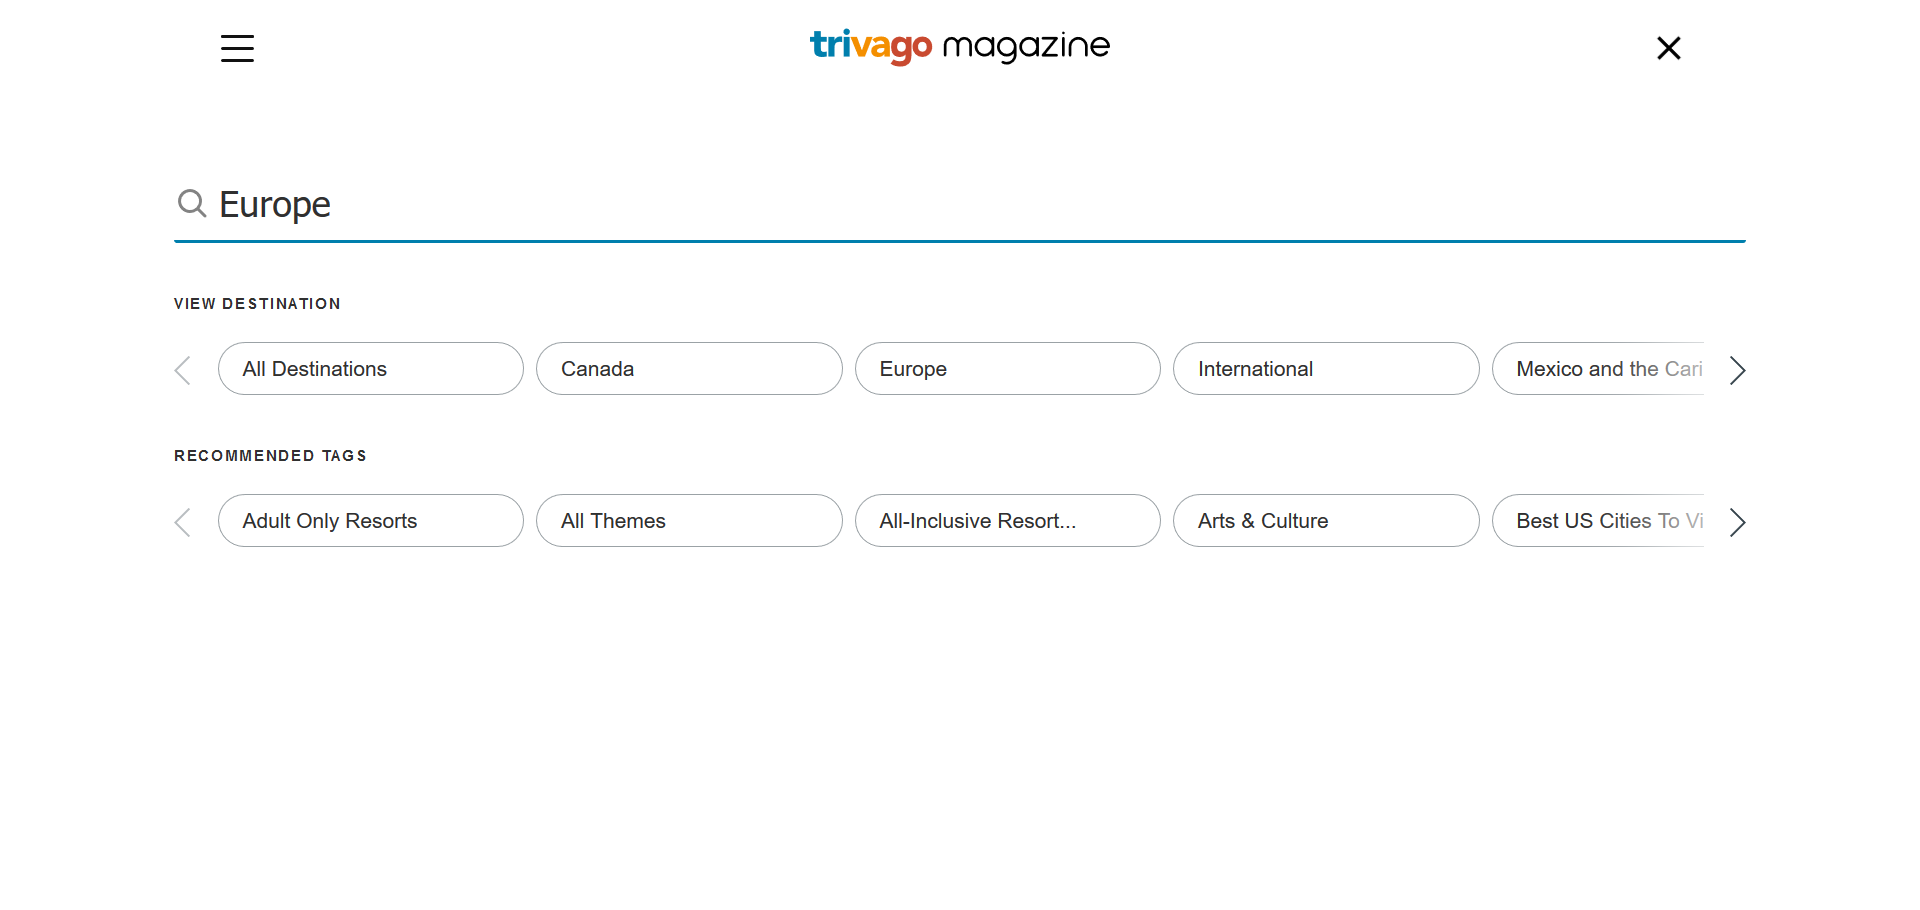 trivago magazine
Europe
VIEW DESTINATION
All Destinations
Canada
Europe
International
Mexico and the Cari
RECOMMENDED TAGS
Adult Only Resorts
All Themes
All-Inclusive Resort...
Arts & Culture
Best US Cities To Vi